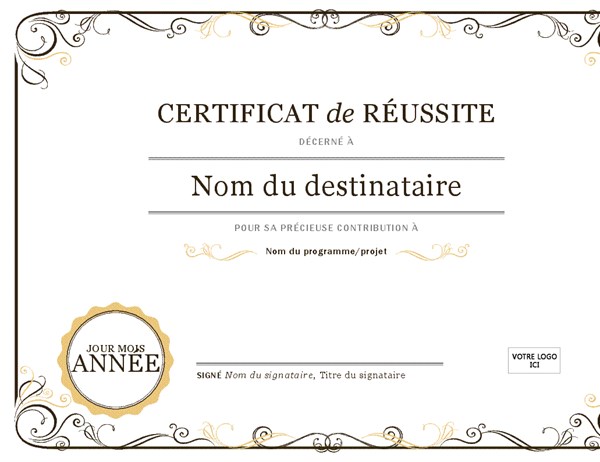 CERTIFICAT de RÉUSSITE
DÉCERNÉ À
Nom du destinataire
POUR SA PRÉCIEUSE CONTRIBUTION À
Nom du programme/projet
JOUR MOIS
ANNÉE
SIGNÉ Nom du signataire, Titre du signataire
VOTRE LOGO
ICI